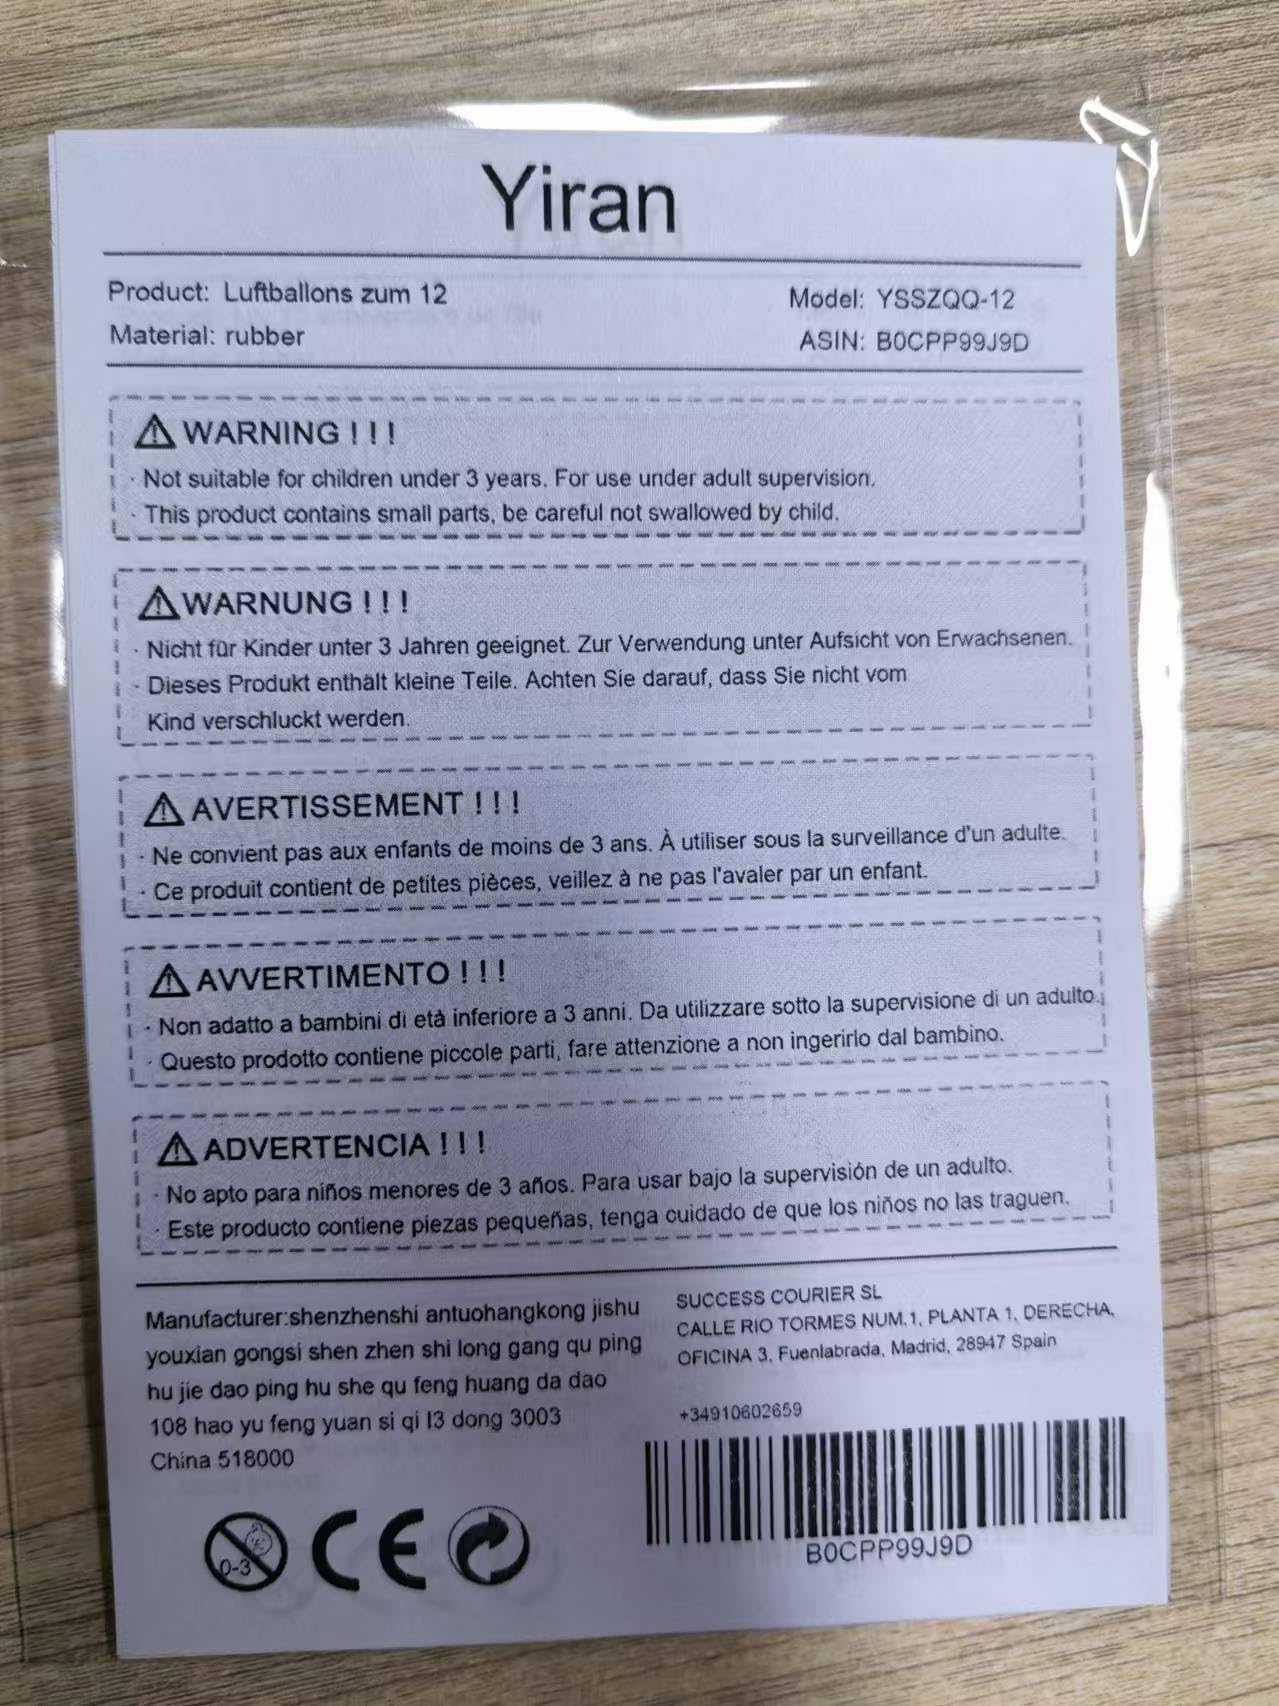 Yiran
Product: Luftballons zum 12
Model: YSSZQQ-12
Material: rubber
ASIN: B0CPP99J9D
⚠ WARNING ! ! !
· Not suitable for children under 3 years. For use under adult supervision.
· This product contains small parts, be careful not swallowed by child.
⚠ WARNUNG ! ! !
· Nicht für Kinder unter 3 Jahren geeignet. Zur Verwendung unter Aufsicht von Erwachsenen.
· Dieses Produkt enthält kleine Teile. Achten Sie darauf, dass Sie nicht vom
Kind verschluckt werden.
⚠ AVERTISSEMENT ! ! !
· Ne convient pas aux enfants de moins de 3 ans. À utiliser sous la surveillance d'un adulte.
· Ce produit contient de petites pièces, veillez à ne pas l'avaler par un enfant.
⚠ AVVERTIMENTO ! ! !
· Non adatto a bambini di età inferiore a 3 anni. Da utilizzare sotto la supervisione di un adulto.
· Questo prodotto contiene piccole parti, fare attenzione a non ingerirlo dal bambino.
⚠ ADVERTENCIA ! ! !
· No apto para niños menores de 3 años. Para usar bajo la supervisión de un adulto.
· Este producto contiene piezas pequeñas, tenga cuidado de que los niños no las traguen.
Manufacturer:shenzhenshi antuohangkong jishu
youxian gongsi shen zhen shi long gang qu ping
hu jie dao ping hu she qu feng huang da dao
108 hao yu feng yuan si qi l3 dong 3003
China 518000
SUCCESS COURIER SL
CALLE RIO TORMES NUM.1, PLANTA 1, DERECHA,
OFICINA 3, Fuenlabrada, Madrid, 28947 Spain
+34910602659
B0CPP99J9D
0-3
CE